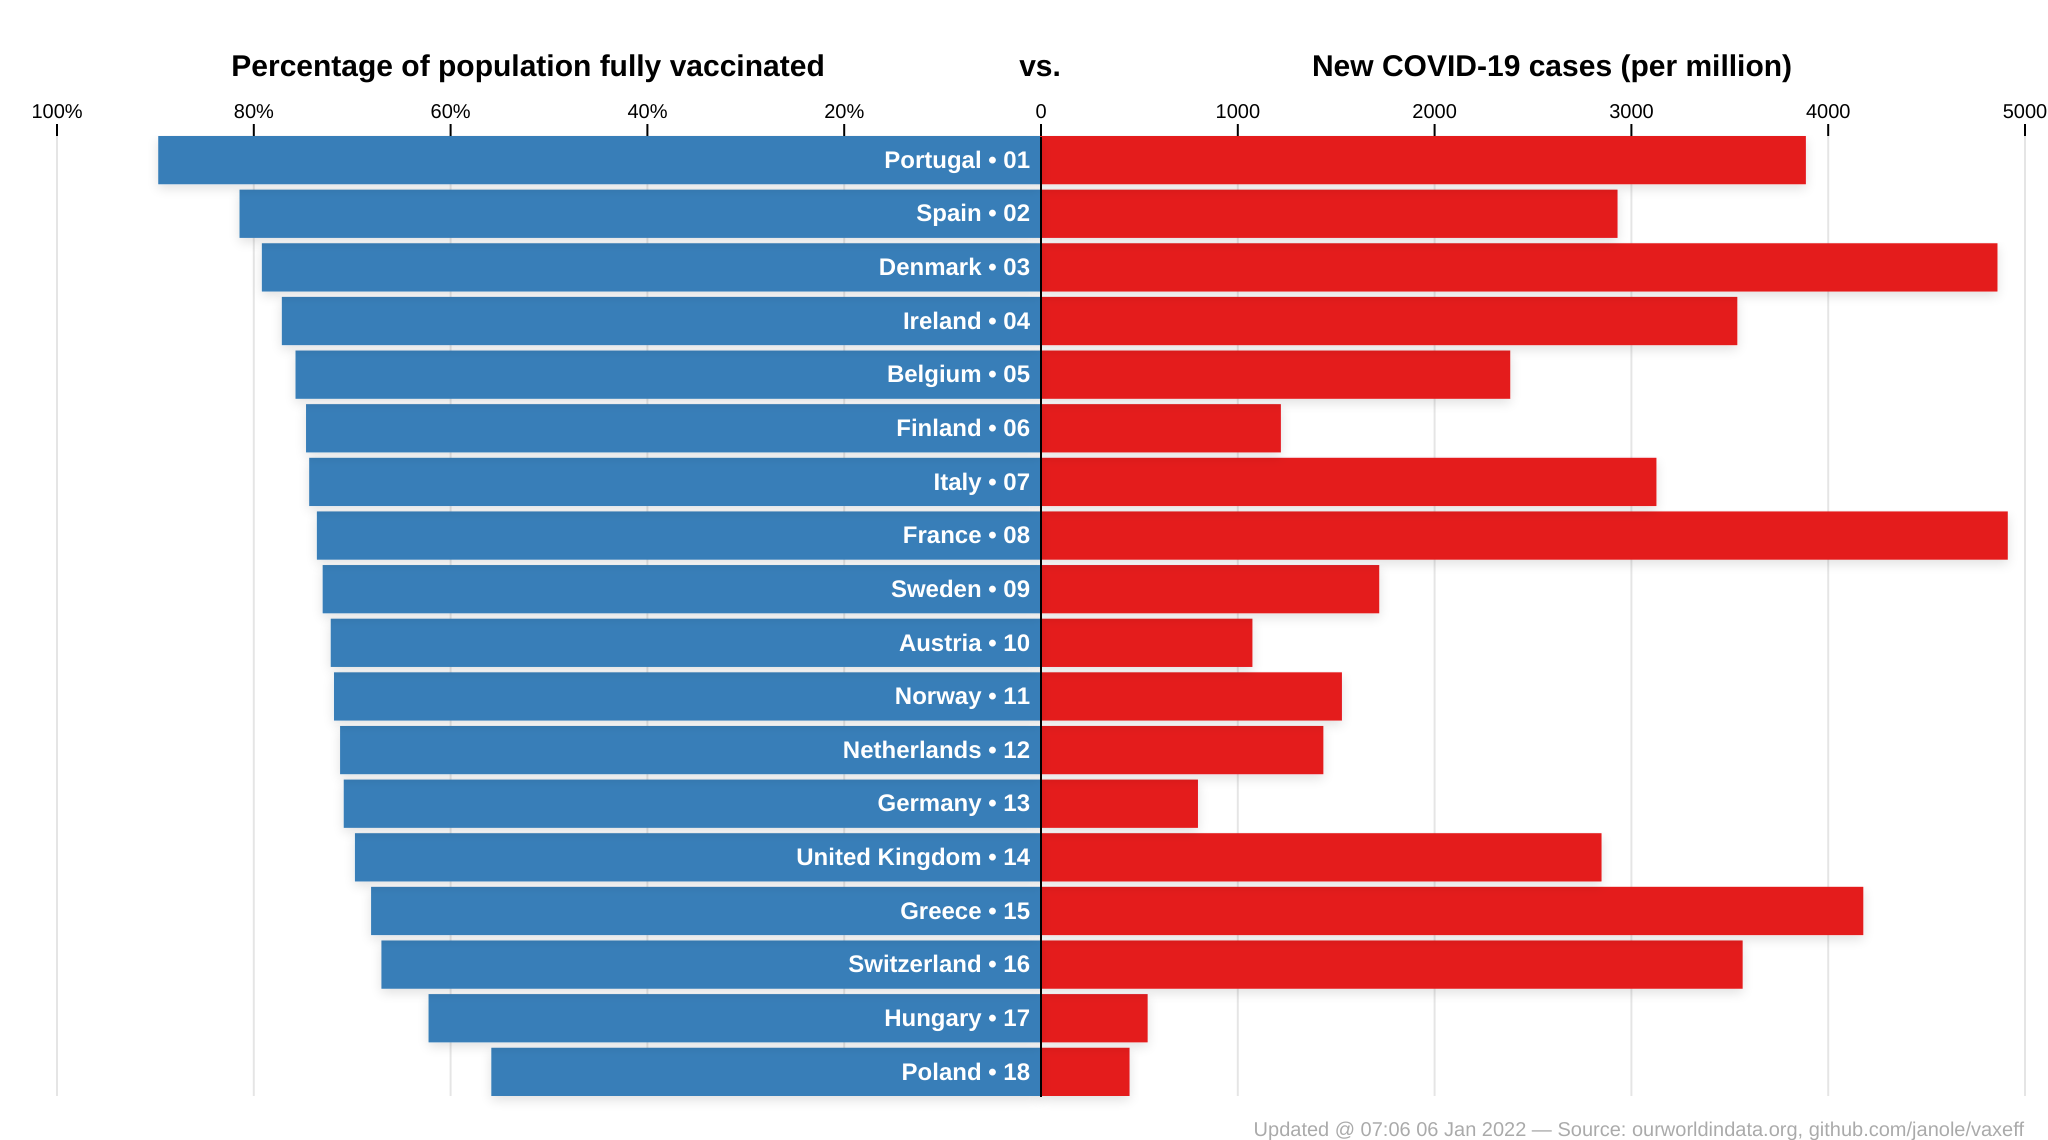 Percentage of population fully vaccinated vs. New COVID-19 cases (per million)
100% 80% 60% 40% 20% 0 1000 2000 3000 4000 5000
Portugal • 01
Spain • 02
Denmark • 03
Ireland • 04
Belgium • 05
Finland • 06
Italy • 07
France • 08
Sweden • 09
Austria • 10
Norway • 11
Netherlands • 12
Germany • 13
United Kingdom • 14
Greece • 15
Switzerland • 16
Hungary • 17
Poland • 18
Updated @ 07:06 06 Jan 2022 — Source: ourworldindata.org, github.com/janole/vaxeff